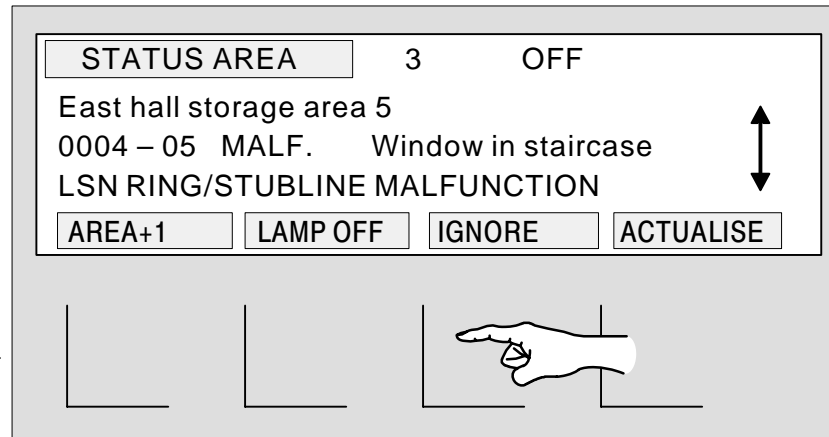 STATUS AREA 3 OFF
East hall storage area 5
0004 – 05 MALF. Window in staircase
LSN RING/STUBLINE MALFUNCTION
AREA+1 LAMP OFF IGNORE ACTUALISE